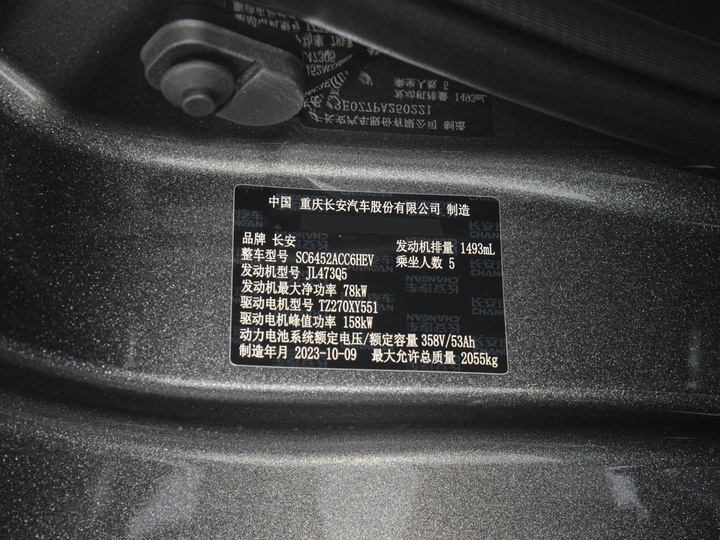 中国 重庆长安汽车股份有限公司 制造
品牌 长安
发动机排量 1493mL
整车型号 SC6452ACC6HEV
乘坐人数 5
发动机型号 JL473Q5
发动机最大净功率 78kW
驱动电机型号 TZ270XY551
驱动电机峰值功率 158kW
动力电池系统额定电压/额定容量 358V/53Ah
制造年月 2023-10-09 最大允许总质量 2055kg